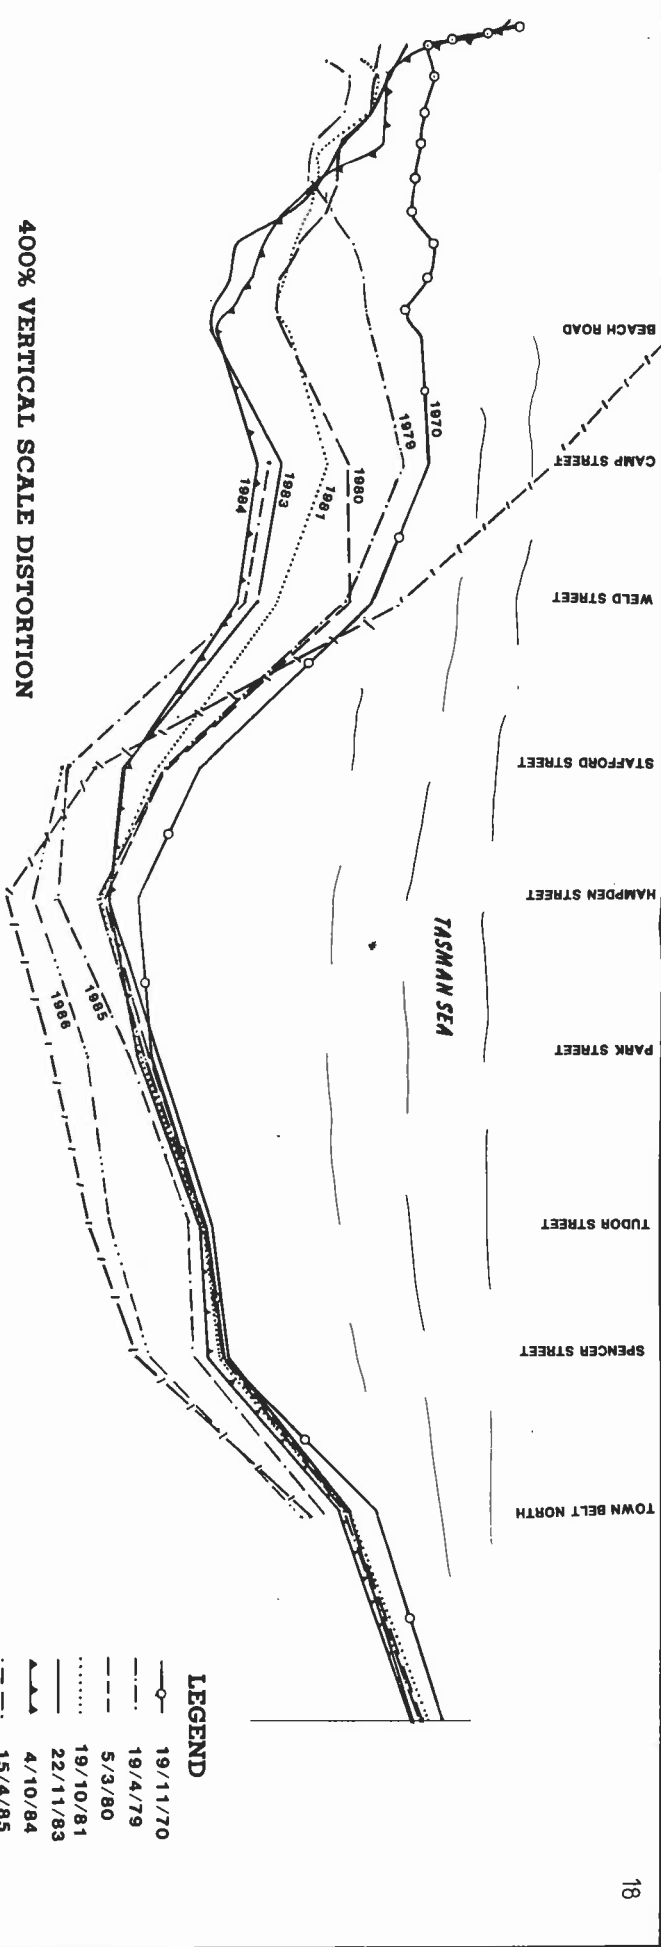 BEACH ROAD
CAMP STREET
WELD STREET
STAFFORD STREET
HAMPDEN STREET
PARK STREET
TUDOR STREET
SPENCER STREET
TOWN BELT NORTH
TASMAN SEA
1970
1979
1980
1981
1983
1984
1985
1986
400% VERTICAL SCALE DISTORTION
LEGEND
19/11/70
19/4/79
5/3/80
19/10/81
22/11/83
4/10/84
15/4/85
18